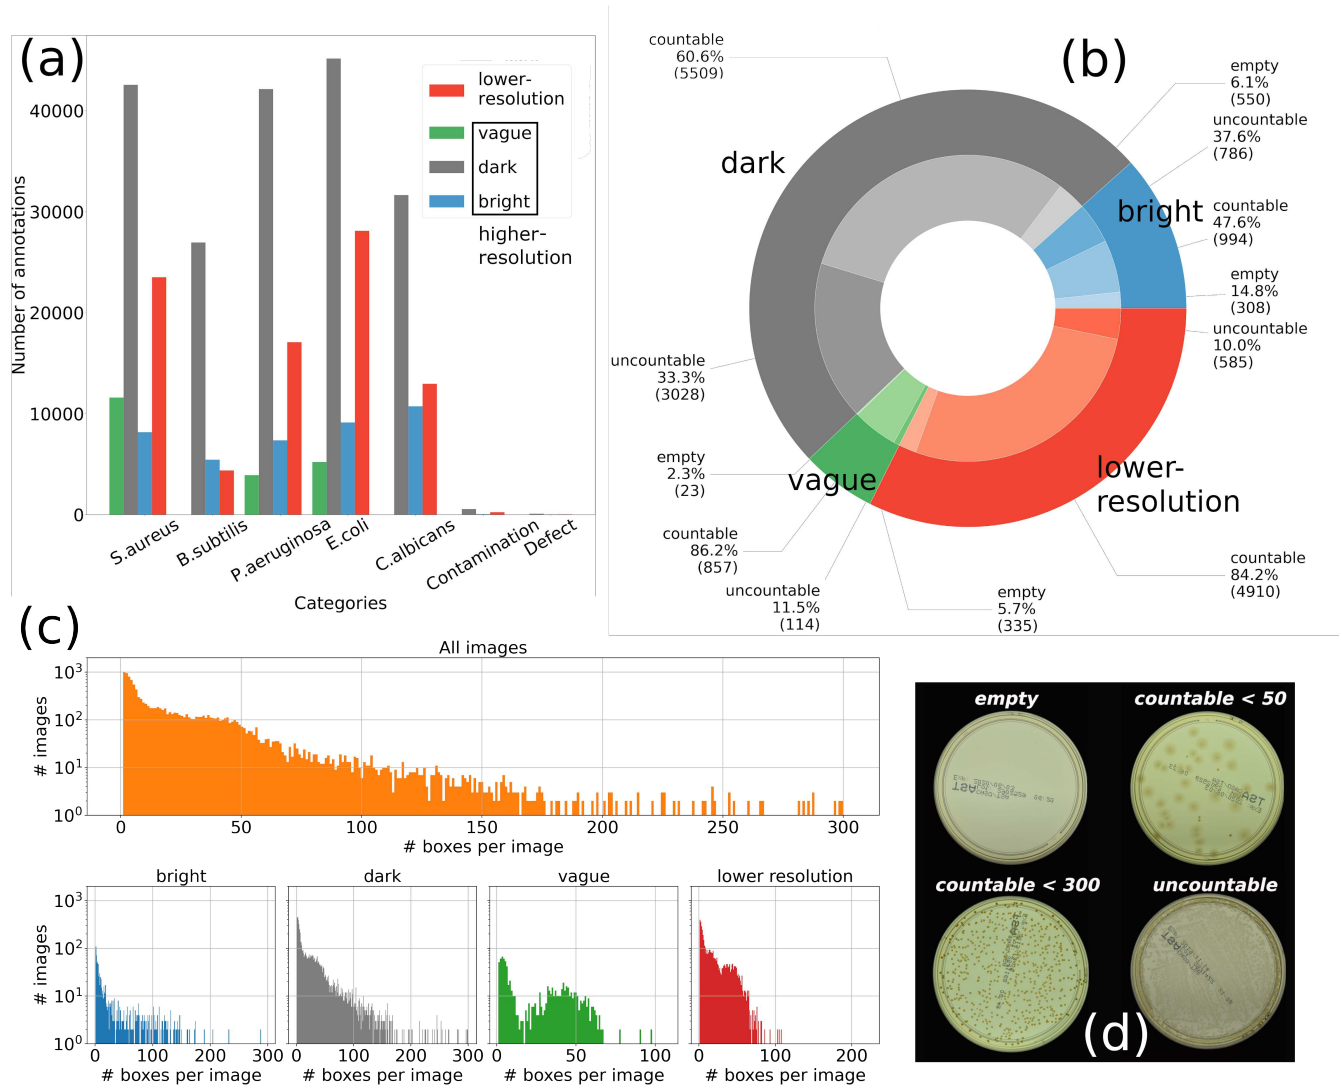 (a)
Number of annotations
40000
30000
20000
10000
0
S.aureus
B.subtilis
P.aeruginosa
E.coli
C.albicans
Contamination
Defect
Categories
lower-
resolution
vague
dark
bright
higher-
resolution
(b)
countable
60.6%
(5509)
empty
6.1%
(550)
uncountable
37.6%
(786)
countable
47.6%
(994)
empty
14.8%
(308)
uncountable
10.0%
(585)
countable
84.2%
(4910)
empty
5.7%
(335)
uncountable
11.5%
(114)
countable
86.2%
(857)
empty
2.3%
(23)
uncountable
33.3%
(3028)
dark
bright
vague
lower-
resolution
(c)
All images
# images
10³
10²
10¹
10⁰
0 50 100 150 200 250 300
# boxes per image
bright
dark
vague
lower resolution
# images
10³
10²
10¹
10⁰
0 100 200 300
# boxes per image
0 100 200 300
# boxes per image
0 50 100
# boxes per image
0 100 200
# boxes per image
empty
countable < 50
countable < 300
uncountable
(d)